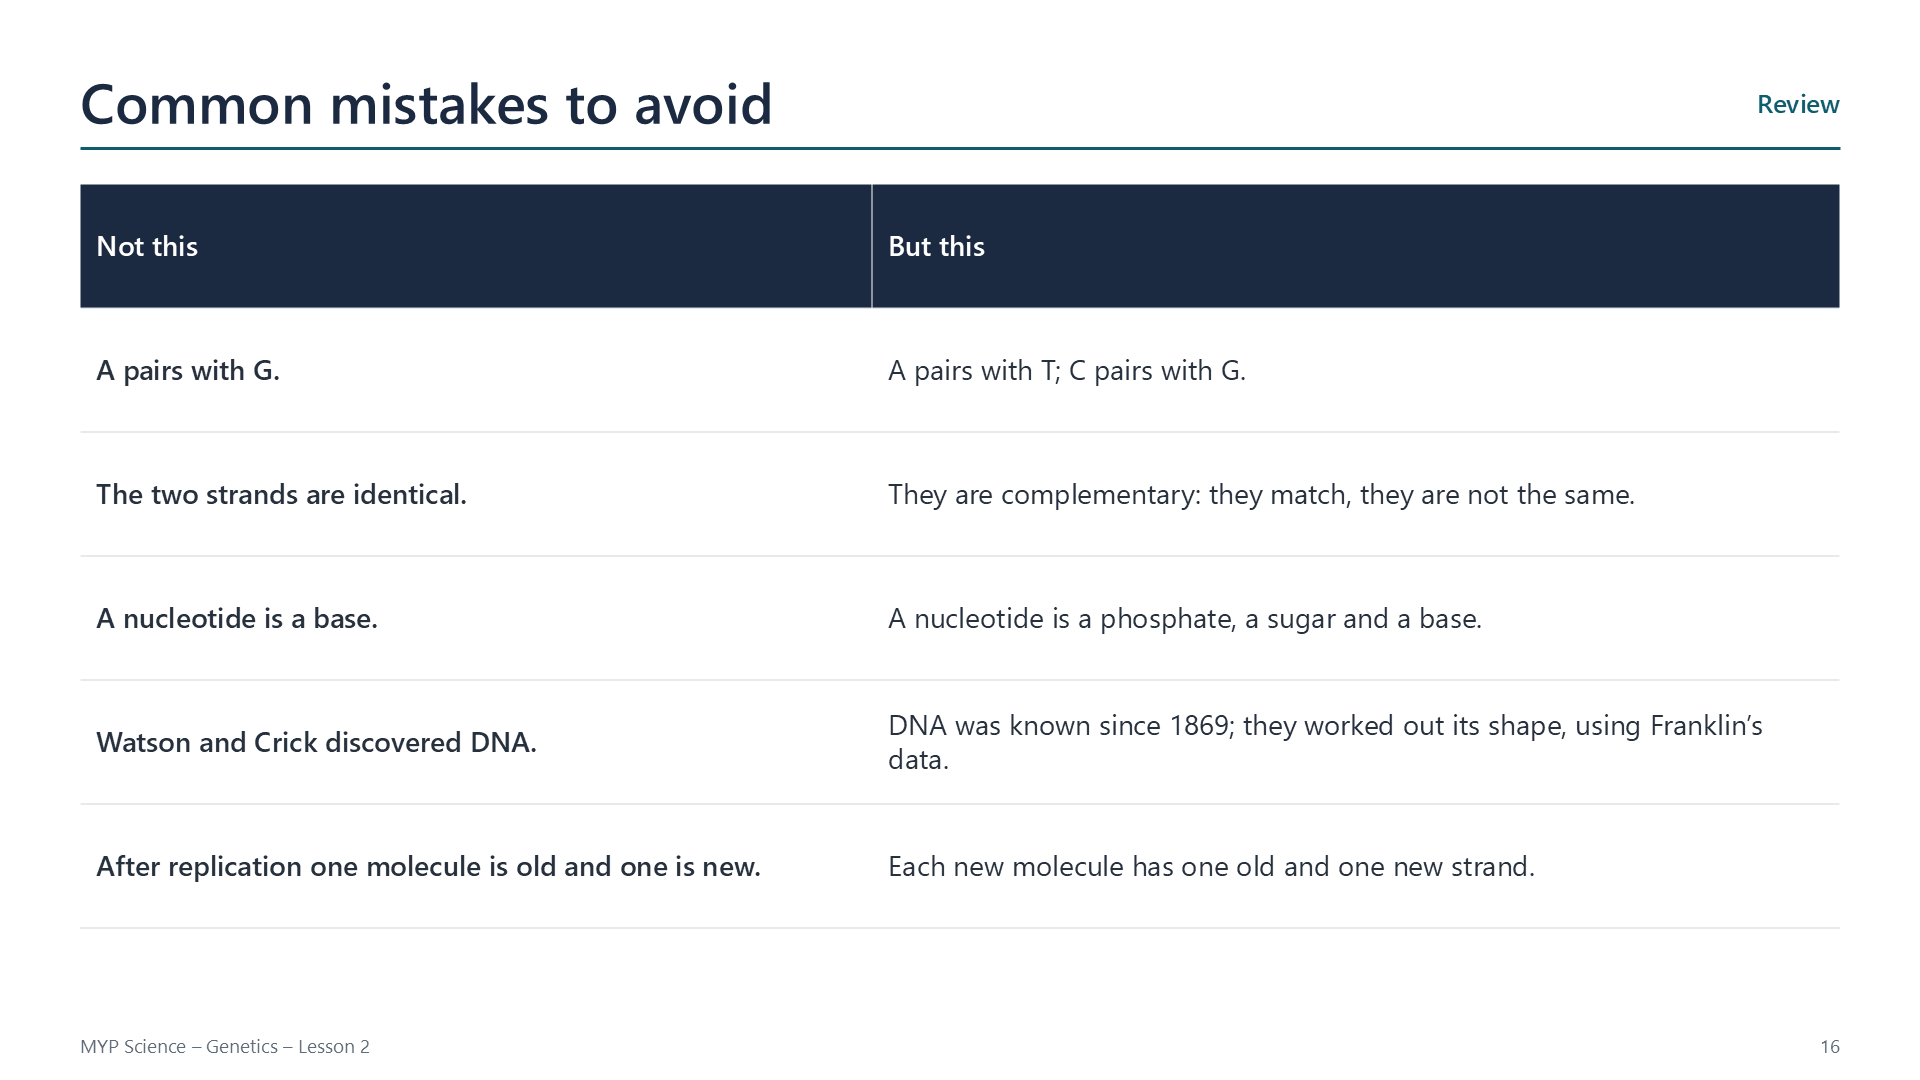 Common mistakes to avoid
Review
Not this
But this
A pairs with G.
A pairs with T; C pairs with G.
The two strands are identical.
They are complementary: they match, they are not the same.
A nucleotide is a base.
A nucleotide is a phosphate, a sugar and a base.
Watson and Crick discovered DNA.
DNA was known since 1869; they worked out its shape, using Franklin’s
data.
After replication one molecule is old and one is new.
Each new molecule has one old and one new strand.
MYP Science – Genetics – Lesson 2
16